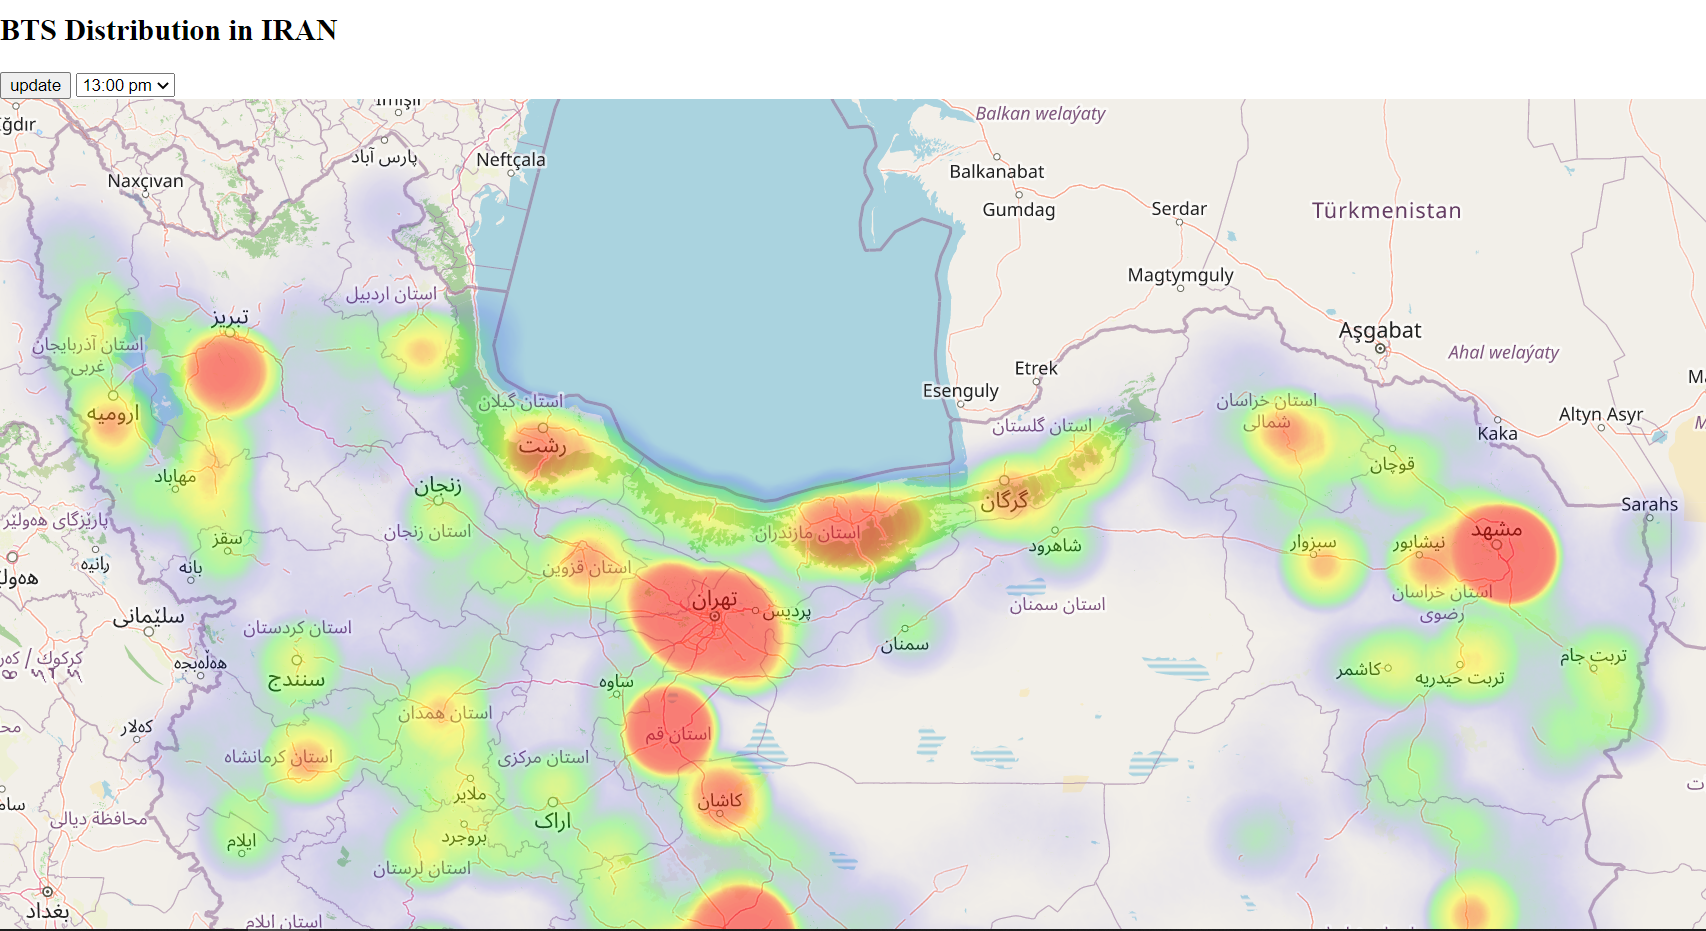 BTS Distribution in IRAN
update
13:00 pm
Balkan welaýaty
پارس آباد
Neftçala
Balkanabat
Naxçıvan
Gumdag
Serdar
Türkmenistan
Magtymguly
استان اردبیل
تبریز
Aşgabat
استان آذربایجان غربی
Ahal welaýaty
Etrek
Esenguly
استان گیلان
استان خراسان شمالی
ارومیه
Altyn Asyr
استان گلستان
Kaka
رشت
قوچان
مهاباد
زنجان
گرگان
Sarahs
پارێزگای هەولێر
استان زنجان
استان مازندران
مشهد
سقز
شاهرود
سبزوار
نیشابور
رانیە
بانه
استان قزوین
استان خراسان رضوی
تهران
پردیس
استان سمنان
سلێمانی
استان کردستان
سمنان
هەڵەبجە
تربت جام
سنندج
ساوه
کاشمر
تربت حیدریه
استان همدان
کەلار
استان قم
استان کرمانشاه
استان مرکزی
ملایر
کاشان
محافظة ديالى
اراک
ایلام
بروجرد
استان لرستان
بغداد
استان ایلام